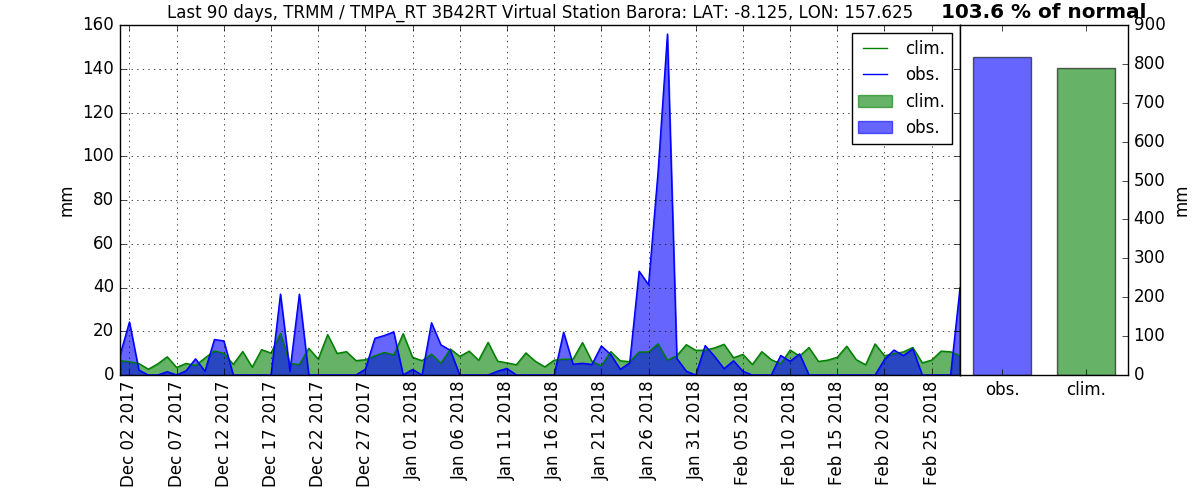 Last 90 days, TRMM / TMPA_RT 3B42RT Virtual Station Barora: LAT: -8.125, LON: 157.625
103.6 % of normal
160
140
120
100
80
60
40
20
0
mm
clim.
obs.
clim.
obs.
900
800
700
600
500
400
300
200
100
0
mm
obs.
clim.
Dec 02 2017
Dec 07 2017
Dec 12 2017
Dec 17 2017
Dec 22 2017
Dec 27 2017
Jan 01 2018
Jan 06 2018
Jan 11 2018
Jan 16 2018
Jan 21 2018
Jan 26 2018
Jan 31 2018
Feb 05 2018
Feb 10 2018
Feb 15 2018
Feb 20 2018
Feb 25 2018